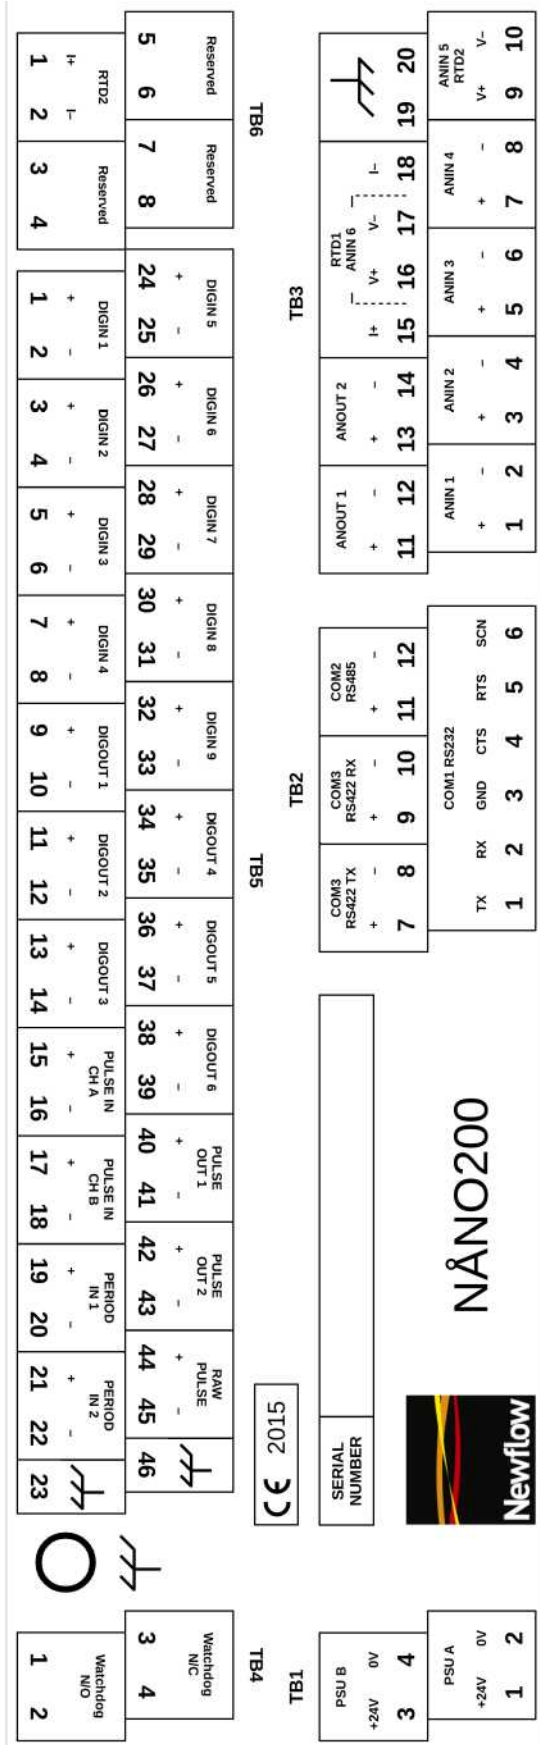 5 6 Reserved
7 8 Reserved
1 2 I+ I– RTD2
3 4 Reserved
TB6
24 25 + – DIGIN 5
26 27 + – DIGIN 6
28 29 + – DIGIN 7
30 31 + – DIGIN 8
32 33 + – DIGIN 9
34 35 + – DIGOUT 4
36 37 + – DIGOUT 5
38 39 + – DIGOUT 6
40 41 + – PULSE
OUT 1
42 43 + – PULSE
OUT 2
44 45 + – RAW
PULSE
46
1 2 + – DIGIN 1
3 4 + – DIGIN 2
5 6 + – DIGIN 3
7 8 + – DIGIN 4
9 10 + – DIGOUT 1
11 12 + – DIGOUT 2
13 14 + – DIGOUT 3
15 16 + – PULSE IN
CH A
17 18 + – PULSE IN
CH B
19 20 + – PERIOD
IN 1
21 22 + – PERIOD
IN 2
23
TB5
Watchdog
N/C
3 4
Watchdog
N/O
1 2
TB4
TB3
ANOUT 1
+ –
11 12
ANOUT 2
+ –
13 14
RTD1
ANIN 6
I+ V+ V– I–
15 16 17 18
19 20
ANIN 1
+ –
1 2
ANIN 2
+ –
3 4
ANIN 3
+ –
5 6
ANIN 4
+ –
7 8
ANIN 5
RTD2
V+ V–
9 10
TB2
COM3
RS422 TX
+ –
7 8
COM3
RS422 RX
+ –
9 10
COM2
RS485
+ –
11 12
COM1 RS232
TX RX GND CTS RTS SCN
1 2 3 4 5 6
NÅNO200
CE 2015
SERIAL
NUMBER
Newflow
TB1
PSU B
+24V 0V
3 4
PSU A
+24V 0V
1 2